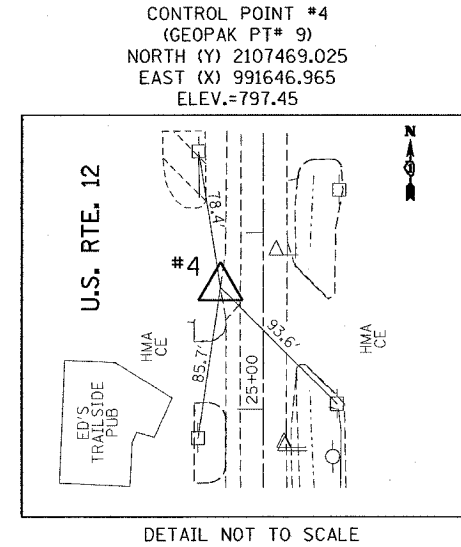 CONTROL POINT #4
(GEOPAK PT# 9)
NORTH (Y) 2107469.025
EAST (X) 991646.965
ELEV.=797.45
N
U.S. RTE. 12
78.4'
#4
93.6'
85.7'
25+00
HMA
CE
HMA
CE
ED'S
TRAILSIDE
PUB
DETAIL NOT TO SCALE